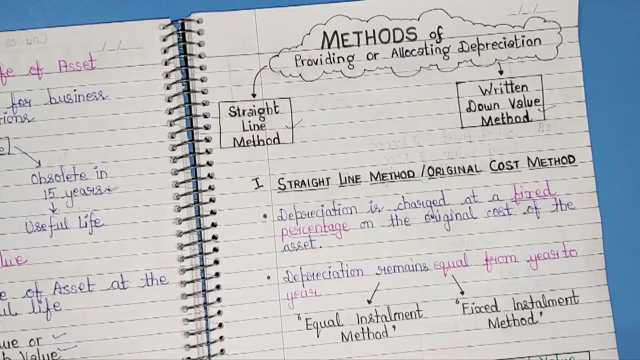 fe of Asset
for business
Obsolete in
15 years
Useful Life
lue
e of Asset at the
ful life
ue or
Value
METHODS of
Providing or Allocating Depreciation
Straight
Line
Method
Written
Down Value
Method
I STRAIGHT LINE METHOD / ORIGINAL COST METHOD
• Depreciation is charged at a fixed
percentage on the original cost of the
asset.
• Depreciation remains equal from year to
year
"Equal Instalment
Method"
"Fixed Instalment
Method"